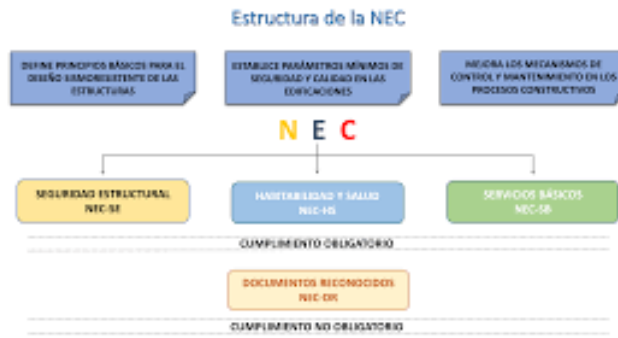 Estructura de la NEC
DEFINE PRINCIPIOS BÁSICOS PARA EL
DISEÑO SISMORESISTENTE DE LAS
ESTRUCTURAS
ESTABLECE PARÁMETROS MÍNIMOS DE
SEGURIDAD Y CALIDAD EN LAS
EDIFICACIONES
MEJORA LOS MECANISMOS DE
CONTROL Y MANTENIMIENTO EN LOS
PROCESOS CONSTRUCTIVOS
N E C
SEGURIDAD ESTRUCTURAL
NEC-SE
HABITABILIDAD Y SALUD
NEC-HS
SERVICIOS BÁSICOS
NEC-SB
CUMPLIMIENTO OBLIGATORIO
DOCUMENTOS RECONOCIDOS
NEC-DR
CUMPLIMIENTO NO OBLIGATORIO